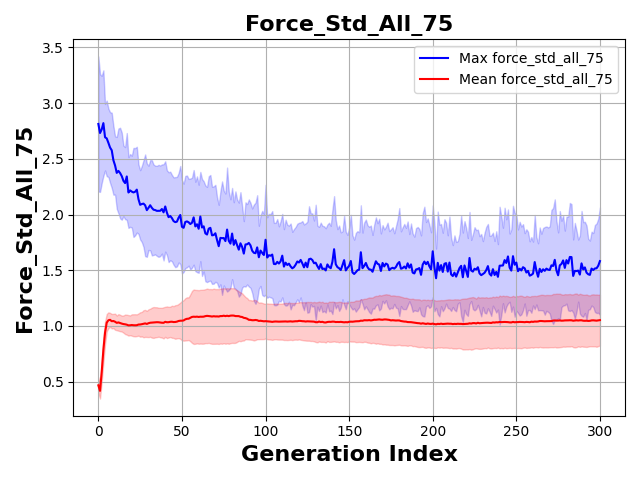 Force_Std_All_75
Max force_std_all_75
Mean force_std_all_75
Force_Std_All_75
3.5
3.0
2.5
2.0
1.5
1.0
0.5
0 50 100 150 200 250 300
Generation Index